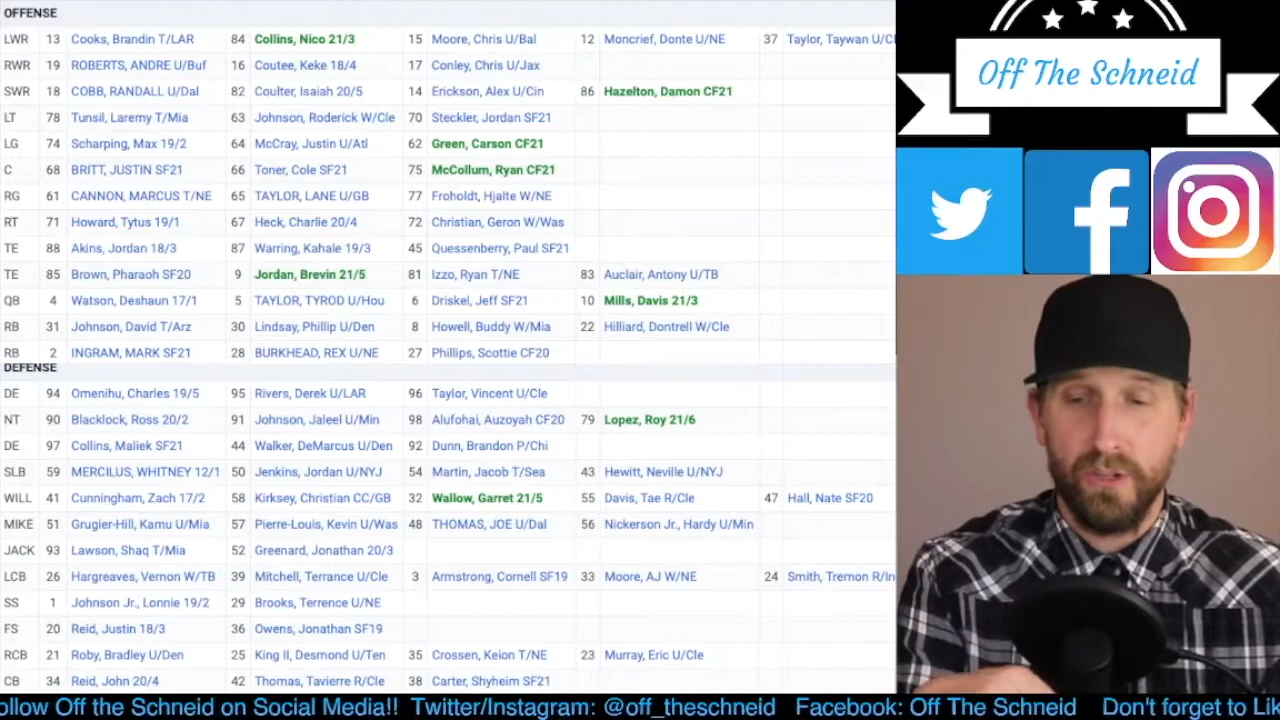 OFFENSE
LWR 13 Cooks, Brandin T/LAR 84 Collins, Nico 21/3 15 Moore, Chris U/Bal 12 Moncrief, Donte U/NE 37 Taylor, Taywan U/Cl
RWR 19 ROBERTS, ANDRE U/Buf 16 Coutee, Keke 18/4 17 Conley, Chris U/Jax
SWR 18 COBB, RANDALL U/Dal 82 Coulter, Isaiah 20/5 14 Erickson, Alex U/Cin 86 Hazelton, Damon CF21
LT 78 Tunsil, Laremy T/Mia 63 Johnson, Roderick W/Cle 70 Steckler, Jordan SF21
LG 74 Scharping, Max 19/2 64 McCray, Justin U/Atl 62 Green, Carson CF21
C 68 BRITT, JUSTIN SF21 66 Toner, Cole SF21 75 McCollum, Ryan CF21
RG 61 CANNON, MARCUS T/NE 65 TAYLOR, LANE U/GB 77 Froholdt, Hjalte W/NE
RT 71 Howard, Tytus 19/1 67 Heck, Charlie 20/4 72 Christian, Geron W/Was
TE 88 Akins, Jordan 18/3 87 Warring, Kahale 19/3 45 Quessenberry, Paul SF21
TE 85 Brown, Pharaoh SF20 9 Jordan, Brevin 21/5 81 Izzo, Ryan T/NE 83 Auclair, Antony U/TB
QB 4 Watson, Deshaun 17/1 5 TAYLOR, TYROD U/Hou 6 Driskel, Jeff SF21 10 Mills, Davis 21/3
RB 31 Johnson, David T/Arz 30 Lindsay, Phillip U/Den 8 Howell, Buddy W/Mia 22 Hilliard, Dontrell W/Cle
RB 2 INGRAM, MARK SF21 28 BURKHEAD, REX U/NE 27 Phillips, Scottie CF20
DEFENSE
DE 94 Omenihu, Charles 19/5 95 Rivers, Derek U/LAR 96 Taylor, Vincent U/Cle
NT 90 Blacklock, Ross 20/2 91 Johnson, Jaleel U/Min 98 Alufohai, Auzoyah CF20 79 Lopez, Roy 21/6
DE 97 Collins, Maliek SF21 44 Walker, DeMarcus U/Den 92 Dunn, Brandon P/Chi
SLB 59 MERCILUS, WHITNEY 12/1 50 Jenkins, Jordan U/NYJ 54 Martin, Jacob T/Sea 43 Hewitt, Neville U/NYJ
WILL 41 Cunningham, Zach 17/2 58 Kirksey, Christian CC/GB 32 Wallow, Garret 21/5 55 Davis, Tae R/Cle 47 Hall, Nate SF20
MIKE 51 Grugier-Hill, Kamu U/Mia 57 Pierre-Louis, Kevin U/Was 48 THOMAS, JOE U/Dal 56 Nickerson Jr., Hardy U/Min
JACK 93 Lawson, Shaq T/Mia 52 Greenard, Jonathan 20/3
LCB 26 Hargreaves, Vernon W/TB 39 Mitchell, Terrance U/Cle 3 Armstrong, Cornell SF19 33 Moore, AJ W/NE 24 Smith, Tremon R/In
SS 1 Johnson Jr., Lonnie 19/2 29 Brooks, Terrence U/NE
FS 20 Reid, Justin 18/3 36 Owens, Jonathan SF19
RCB 21 Roby, Bradley U/Den 25 King II, Desmond U/Ten 35 Crossen, Keion T/NE 23 Murray, Eric U/Cle
CB 34 Reid, John 20/4 42 Thomas, Tavierre R/Cle 38 Carter, Shyheim SF21
Off The Schneid
ollow Off the Schneid on Social Media!! Twitter/Instagram: @off_theschneid Facebook: Off The Schneid Don't forget to Lik